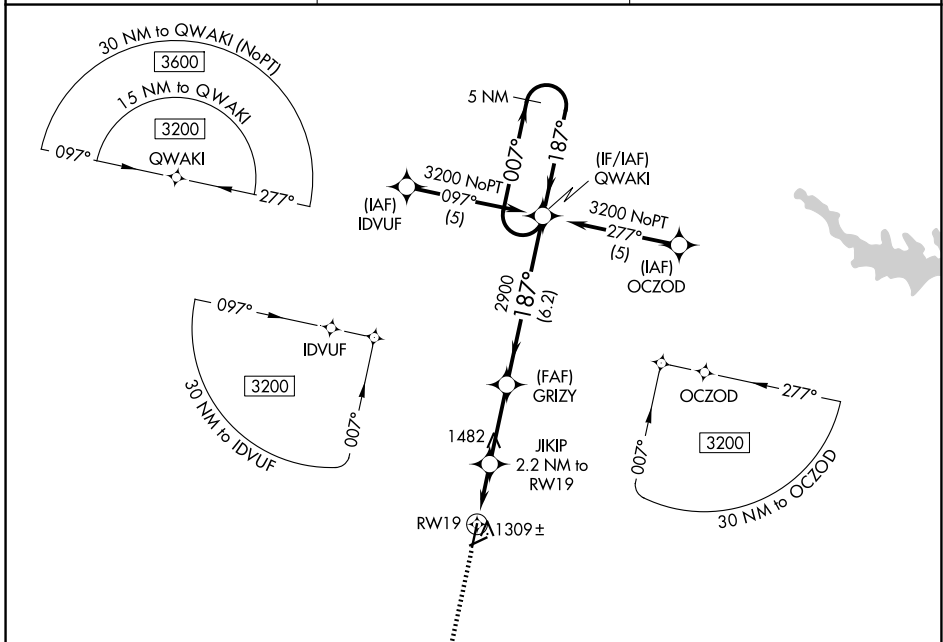 30 NM to QWAKI (NoPT)
3600
15 NM to QWAKI
3200
097°
QWAKI
277°
5 NM
007°
187°
(IF/IAF)
QWAKI
3200 NoPT
097°
(5)
(IAF)
IDVUF
3200 NoPT
277°
(5)
(IAF)
OCZOD
2900
187°
(6.2)
097°
IDVUF
3200
007°
30 NM to IDVUF
(FAF)
GRIZY
OCZOD
277°
3200
007°
30 NM to OCZOD
1482
JIKIP
2.2 NM to
RW19
RW19
1309±